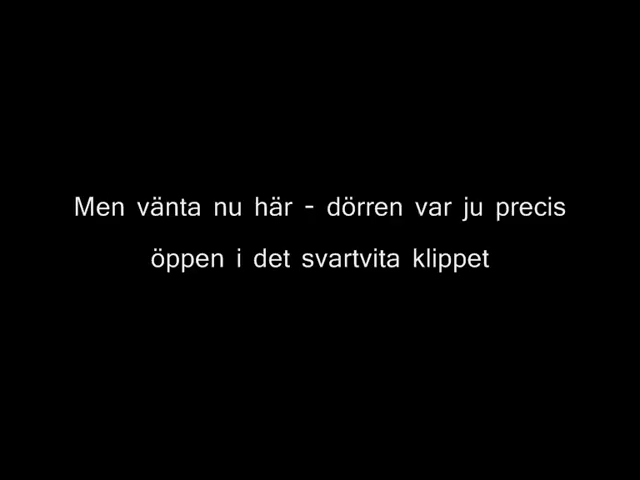 Men vänta nu här - dörren var ju precis
öppen i det svartvita klippet